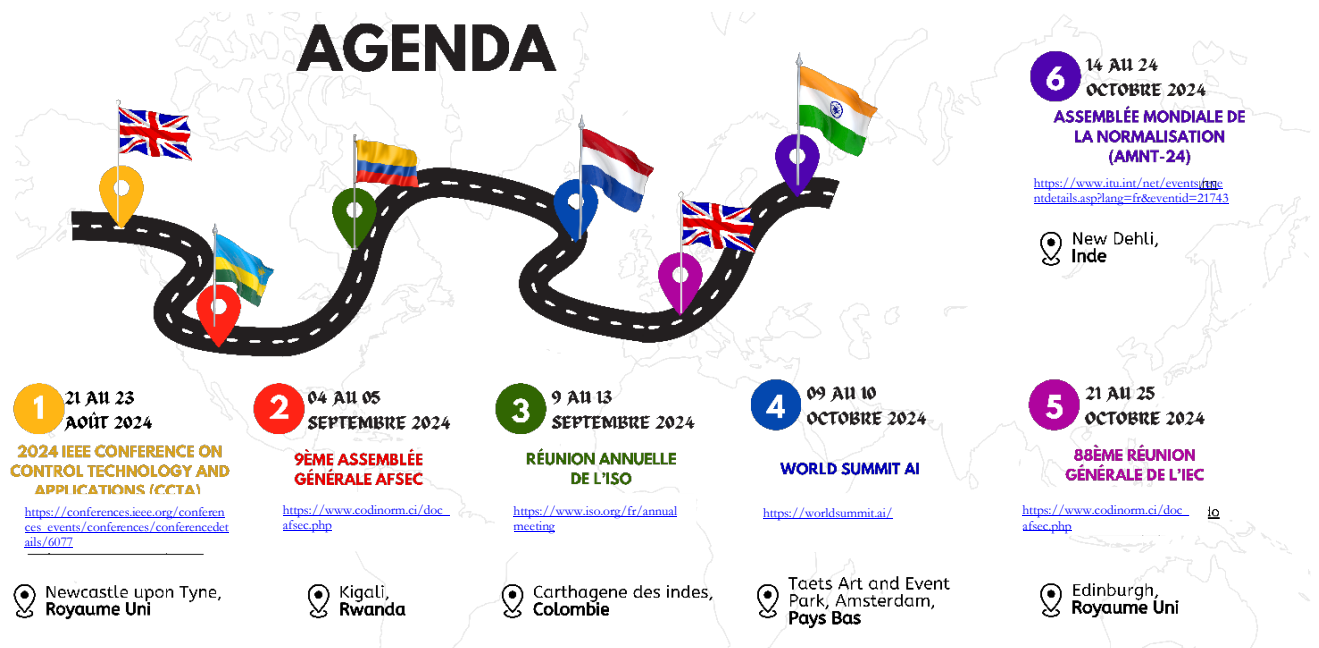 AGENDA
1
21 AU 23
AOÛT 2024
2024 IEEE CONFERENCE ON
CONTROL TECHNOLOGY AND
APPLICATIONS (CCTA)
https://conferences.ieee.org/conferen
ces_events/conferences/conferencedet
ails/6077
Newcastle upon Tyne,
Royaume Uni
2
04 AU 05
SEPTEMBRE 2024
9ÈME ASSEMBLÉE
GÉNÉRALE AFSEC
https://www.codinorm.ci/doc_
afsec.php
Kigali,
Rwanda
3
9 AU 13
SEPTEMBRE 2024
RÉUNION ANNUELLE
DE L'ISO
https://www.iso.org/fr/annual
meeting
Carthagene des indes,
Colombie
4
09 AU 10
OCTOBRE 2024
WORLD SUMMIT AI
https://worldsummit.ai/
Taets Art and Event
Park, Amsterdam,
Pays Bas
5
21 AU 25
OCTOBRE 2024
88ÈME RÉUNION
GÉNÉRALE DE L'IEC
https://www.codinorm.ci/doc_
afsec.php
Edinburgh,
Royaume Uni
6
14 AU 24
OCTOBRE 2024
ASSEMBLÉE MONDIALE DE
LA NORMALISATION
(AMNT-24)
https://www.itu.int/net/events/eve
ntdetails.asp?lang=fr&eventid=21743
New Dehli,
Inde